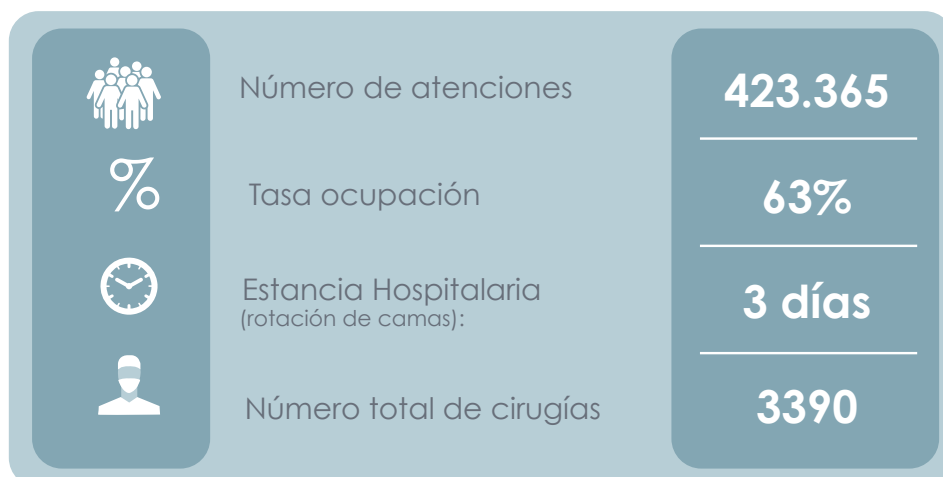 Número de atenciones
423.365
%
Tasa ocupación
63%
Estancia Hospitalaria
(rotación de camas):
3 días
Número total de cirugías
3390